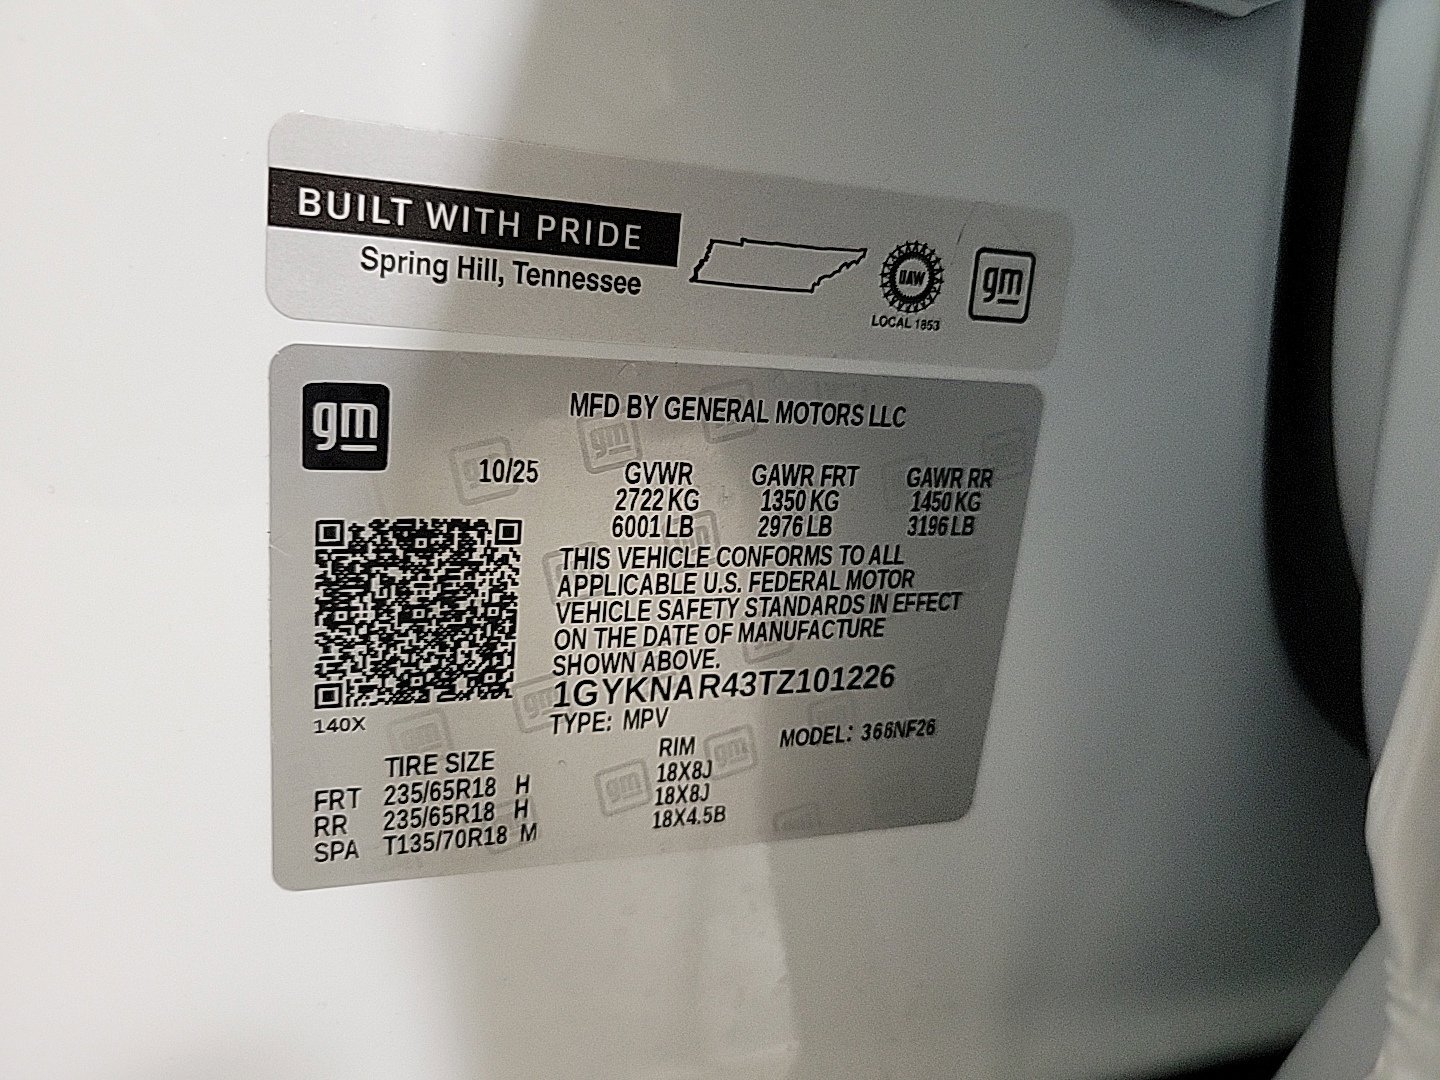 BUILT WITH PRIDE
Spring Hill, Tennessee
UAW
LOCAL 1853
gm
gm
MFD BY GENERAL MOTORS LLC
10/25 GVWR GAWR FRT GAWR RR
2722 KG 1350 KG 1450 KG
6001 LB 2976 LB 3196 LB
THIS VEHICLE CONFORMS TO ALL
APPLICABLE U.S. FEDERAL MOTOR
VEHICLE SAFETY STANDARDS IN EFFECT
ON THE DATE OF MANUFACTURE
SHOWN ABOVE.
1GYKNAR43TZ101226
140X
TYPE: MPV MODEL: 366NF26
TIRE SIZE RIM
FRT 235/65R18 H 18X8J
RR 235/65R18 H 18X8J
SPA T135/70R18 M 18X4.5B